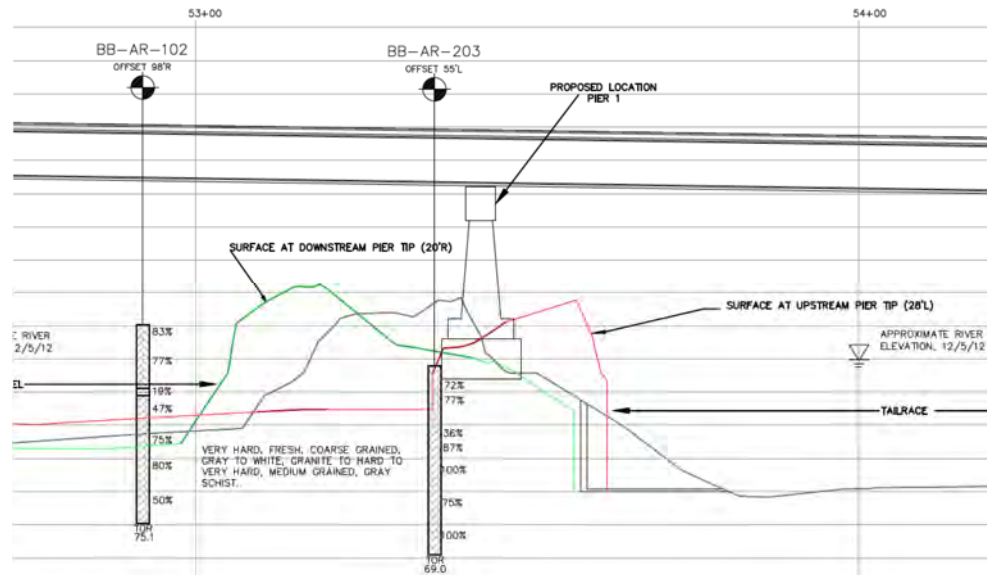 53+00
54+00
BB-AR-102
OFFSET 98'R
BB-AR-203
OFFSET 55'L
PROPOSED LOCATION
PIER 1
SURFACE AT DOWNSTREAM PIER TIP (20'R)
SURFACE AT UPSTREAM PIER TIP (28'L)
E RIVER
2/5/12
APPROXIMATE RIVER
ELEVATION, 12/5/12
EL
TAILRACE
83%
77%
19%
47%
75%
80%
50%
TOR
75.1
VERY HARD, FRESH, COARSE GRAINED,
GRAY TO WHITE, GRANITE TO HARD TO
VERY HARD, MEDIUM GRAINED, GRAY
SCHIST.
72%
77%
36%
87%
100%
75%
100%
TOR
69.0